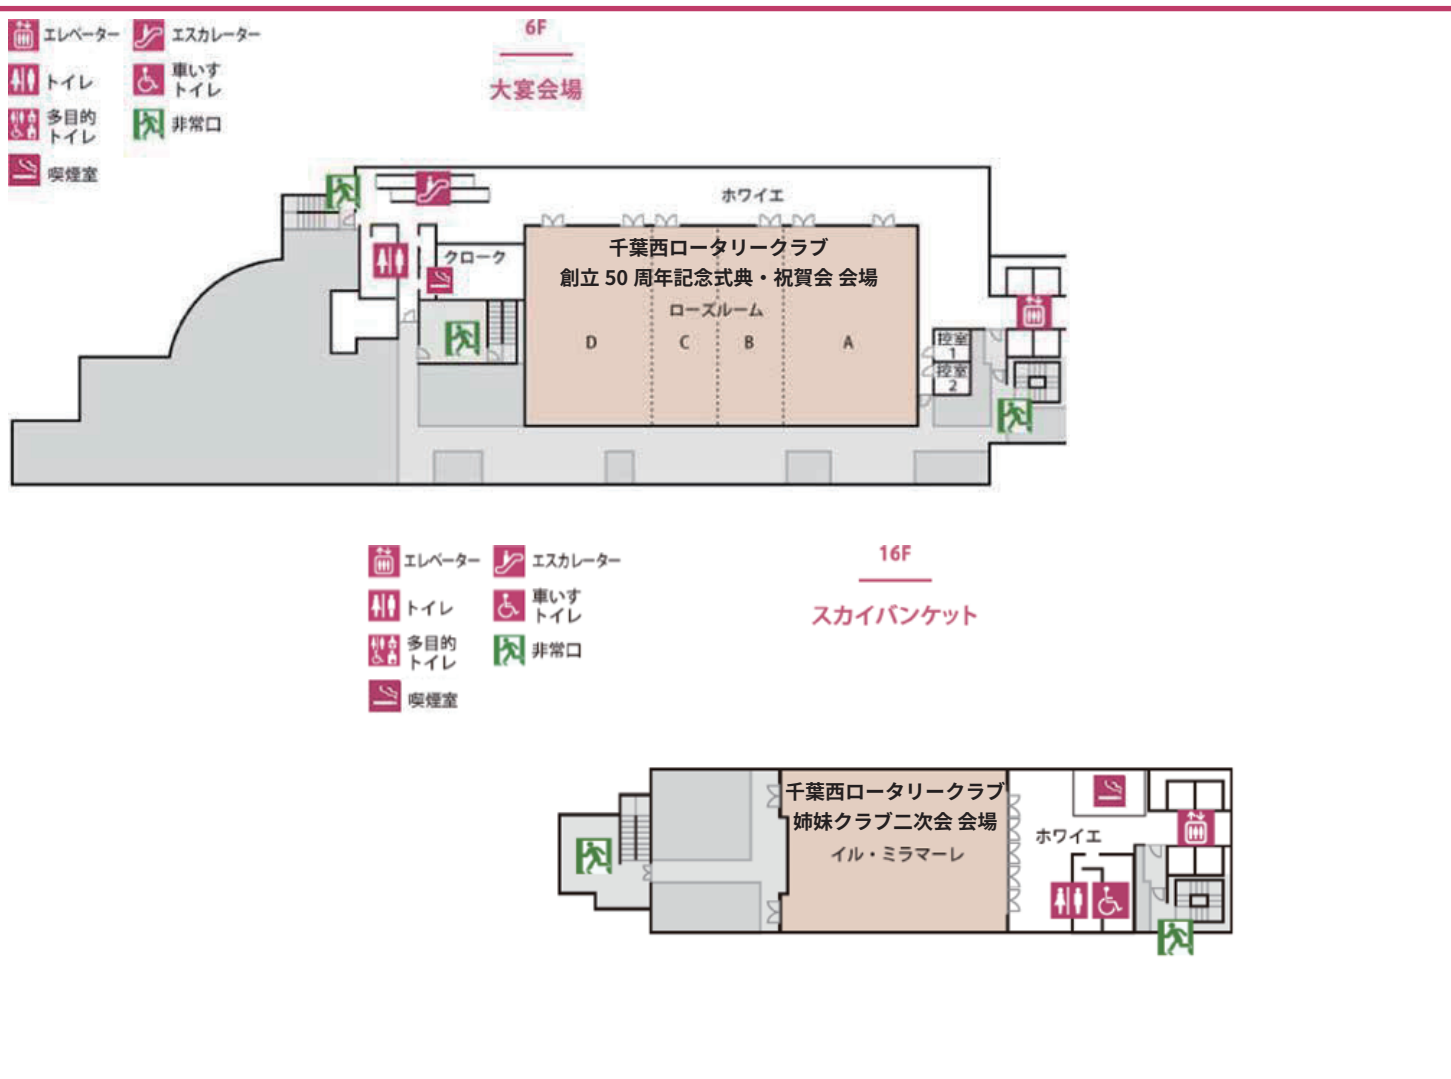 エレベーター
エスカレーター
トイレ
車いす
トイレ
多目的
トイレ
非常口
喫煙室
6F
大宴会場
ホワイエ
クローク
千葉西ロータリークラブ
創立 50 周年記念式典・祝賀会 会場
ローズルーム
D
C
B
A
控室
1
控室
2
エレベーター
エスカレーター
トイレ
車いす
トイレ
多目的
トイレ
非常口
喫煙室
16F
スカイバンケット
千葉西ロータリークラブ
姉妹クラブ二次会 会場
イル・ミラマーレ
ホワイエ